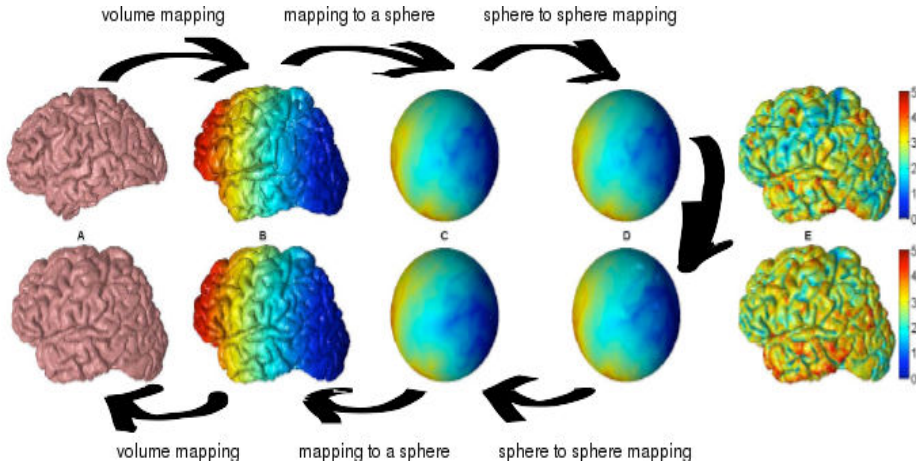 volume mapping
mapping to a sphere
sphere to sphere mapping
5
4
3
2
1
0
A
B
C
D
E
5
4
3
2
1
0
volume mapping
mapping to a sphere
sphere to sphere mapping